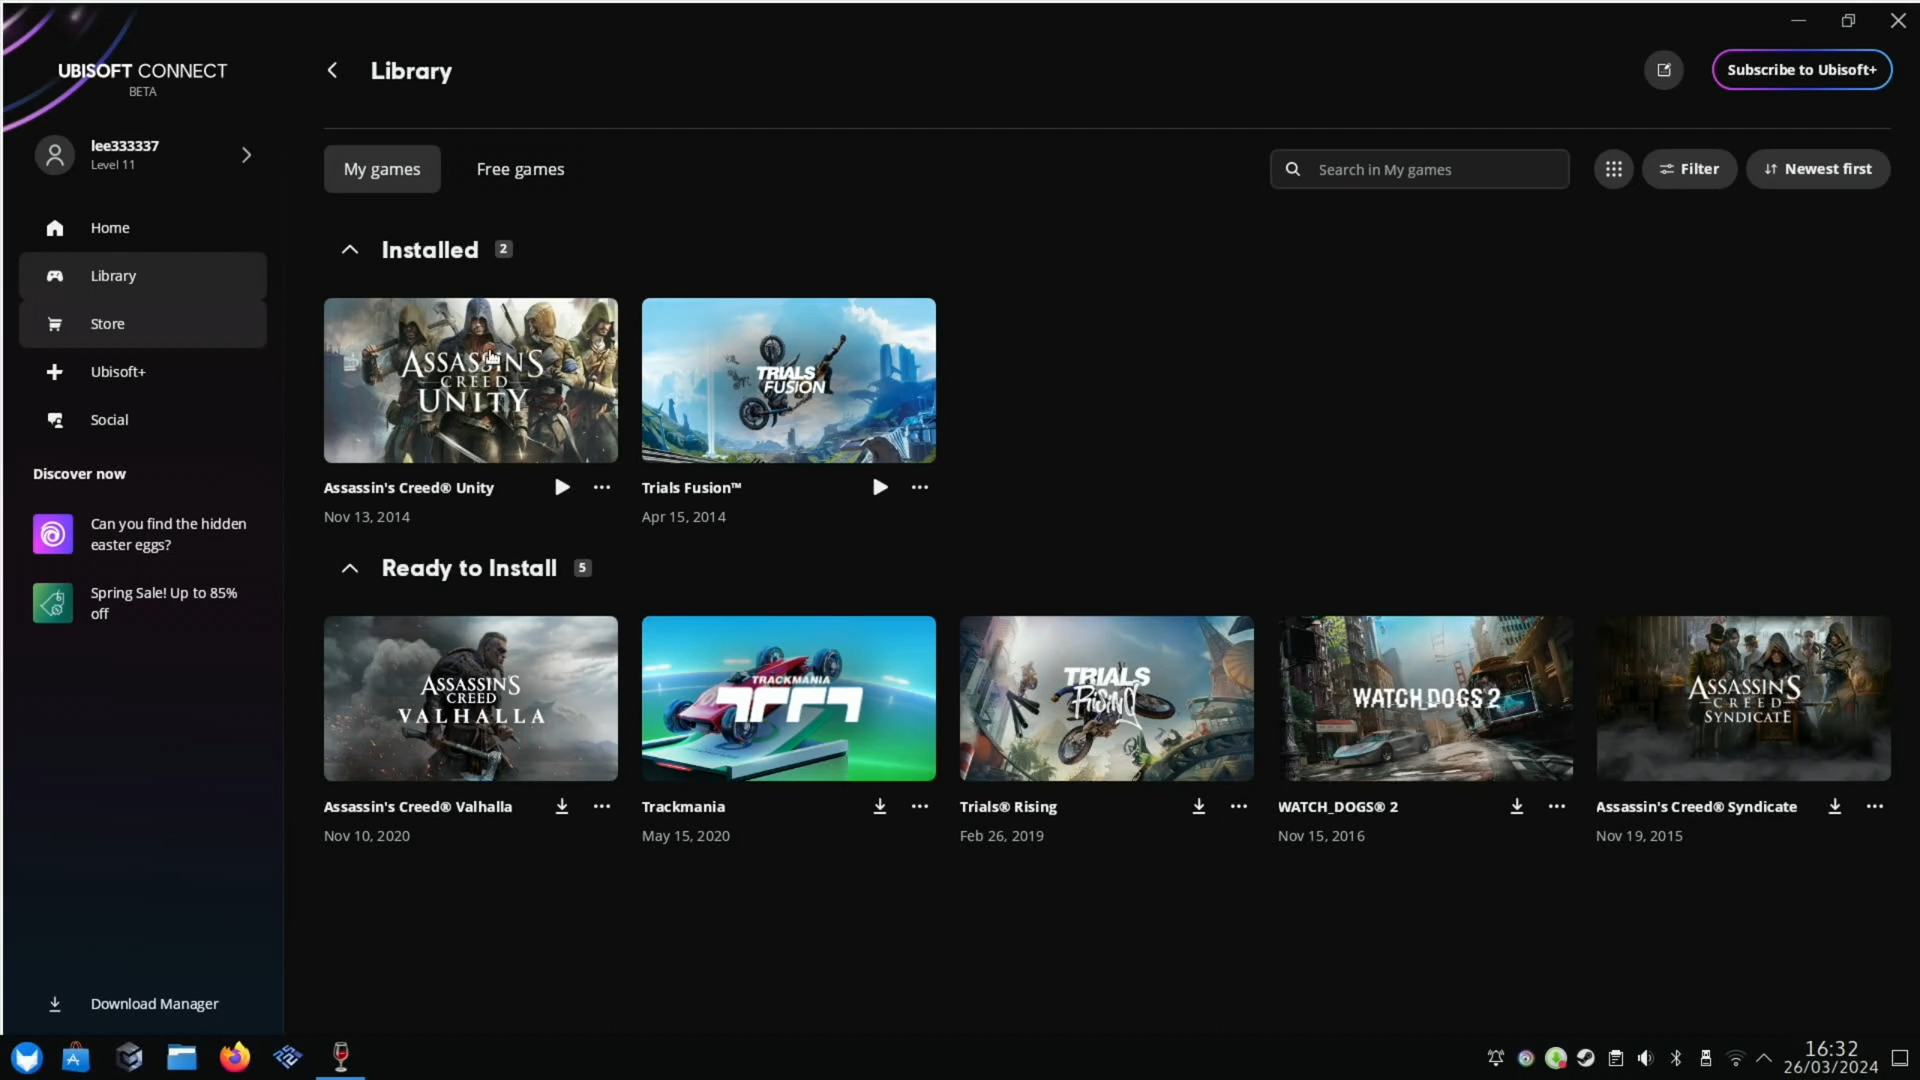 UBISOFT CONNECT
BETA
lee333337
Level 11
Home
Library
Store
Ubisoft+
Social
Discover now
Can you find the hidden
easter eggs?
Spring Sale! Up to 85%
off
Download Manager
Library
Subscribe to Ubisoft+
My games
Free games
Search in My games
Filter
Newest first
Installed 2
ASSASSIN'S
CREED
UNITY
TRIALS
FUSION
Assassin's Creed® Unity
Nov 13, 2014
Trials Fusion™
Apr 15, 2014
Ready to Install 5
ASSASSIN'S
CREED
VALHALLA
TRACKMANIA
TRIALS
RISING
WATCH_DOGS 2
ASSASSIN'S
CREED
SYNDICATE
Assassin's Creed® Valhalla
Nov 10, 2020
Trackmania
May 15, 2020
Trials® Rising
Feb 26, 2019
WATCH_DOGS® 2
Nov 15, 2016
Assassin's Creed® Syndicate
Nov 19, 2015
16:32
26/03/2024